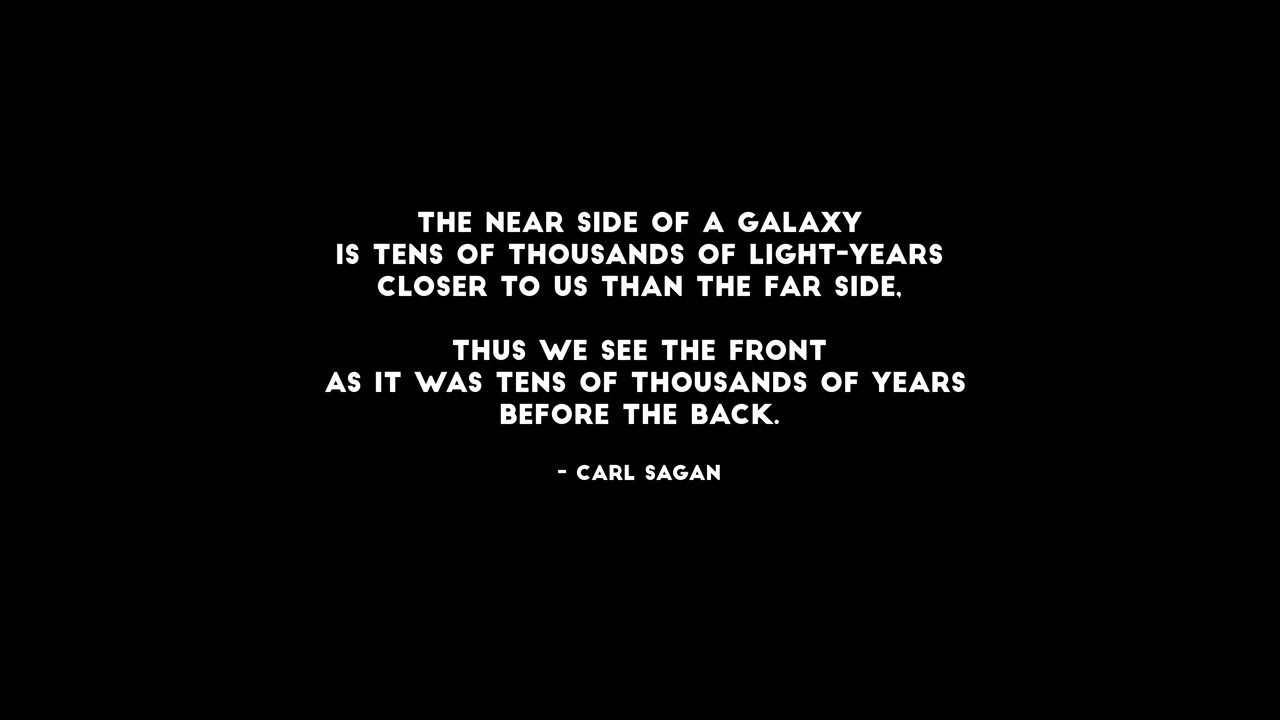 THE NEAR SIDE OF A GALAXY
IS TENS OF THOUSANDS OF LIGHT-YEARS
CLOSER TO US THAN THE FAR SIDE,
THUS WE SEE THE FRONT
AS IT WAS TENS OF THOUSANDS OF YEARS
BEFORE THE BACK.
- CARL SAGAN